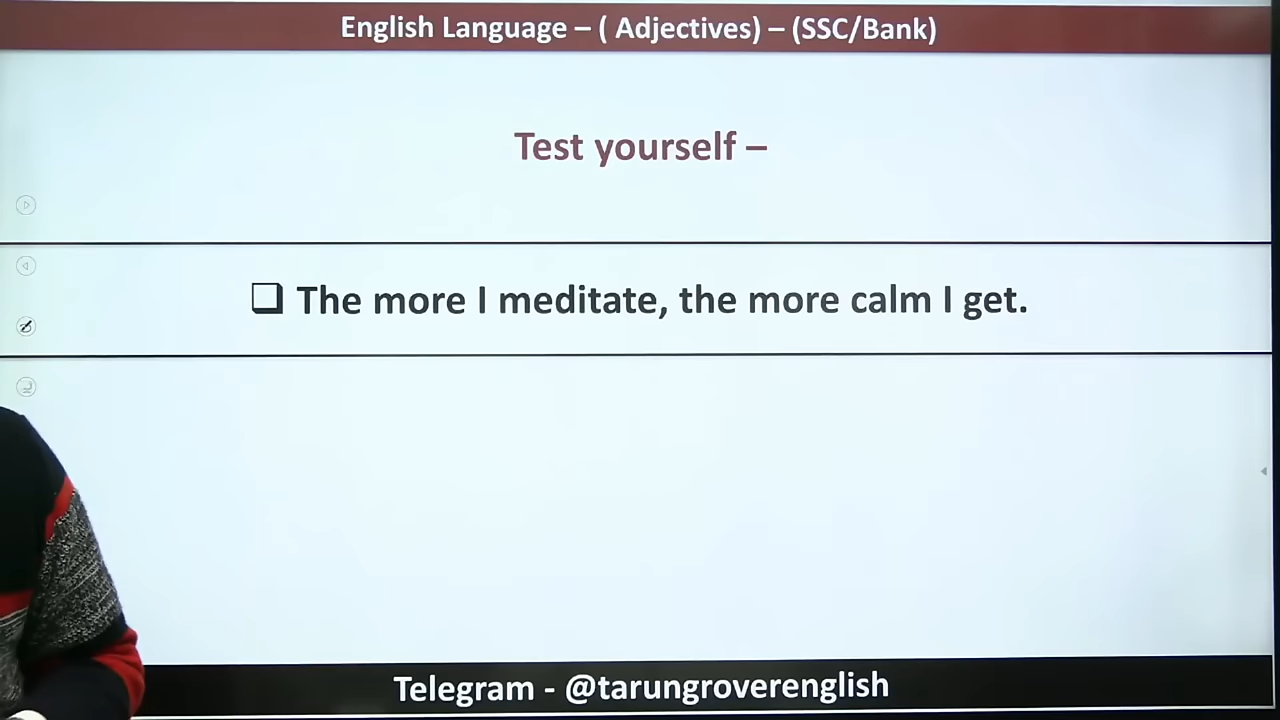 English Language – ( Adjectives) – (SSC/Bank)
Test yourself –
❑ The more I meditate, the more calm I get.
Telegram - @tarungroverenglish